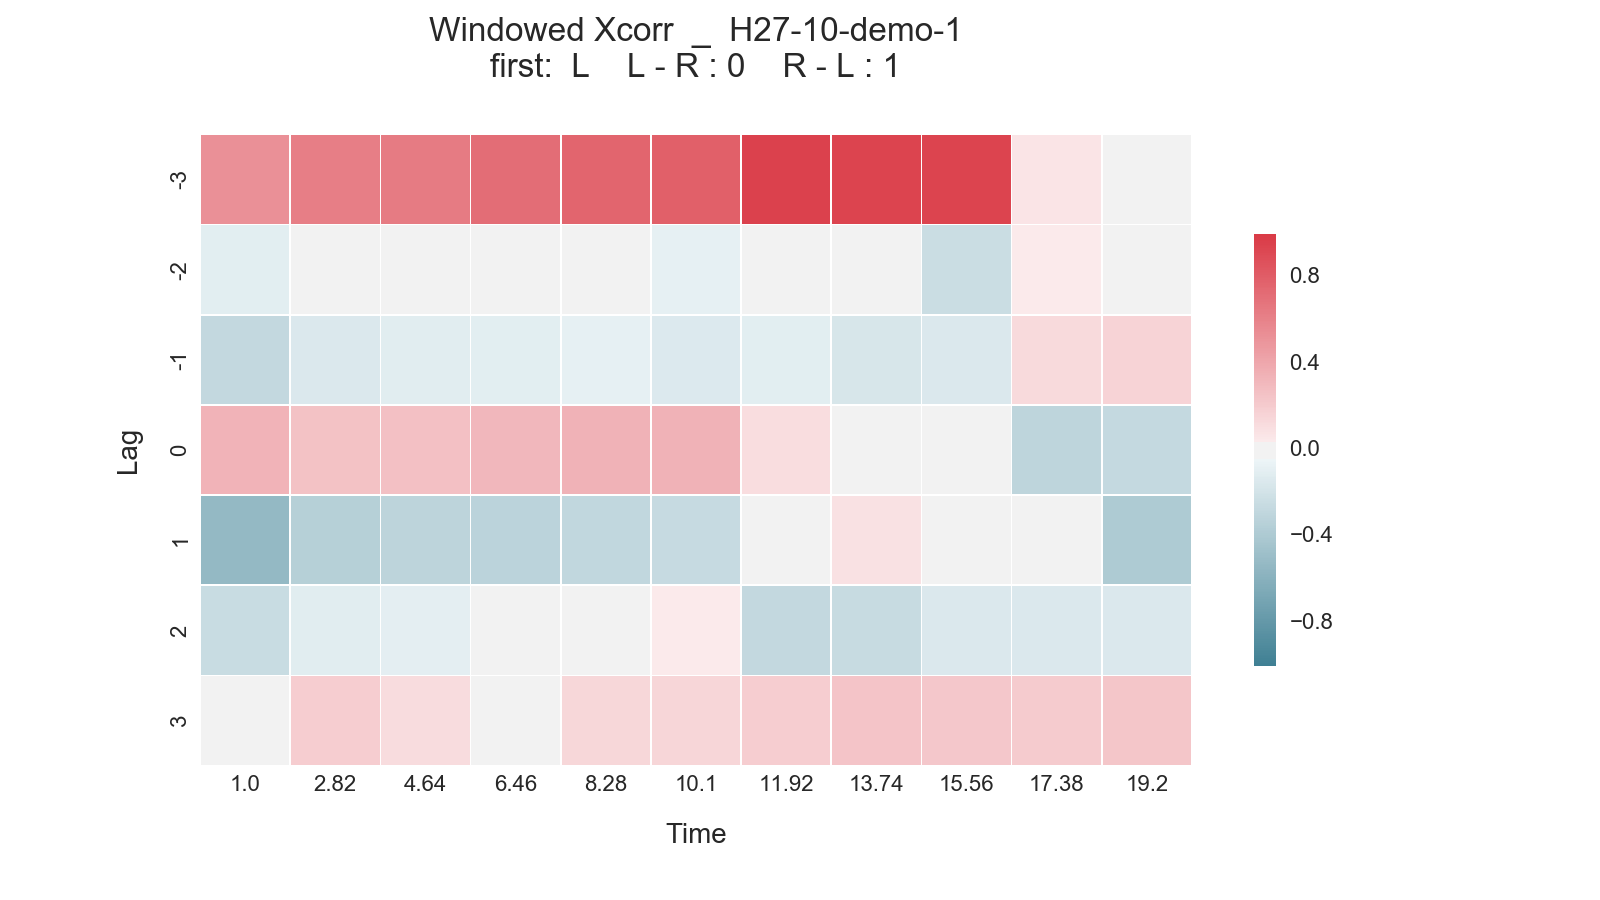 Windowed Xcorr _ H27-10-demo-1
first: L L - R : 0 R - L : 1
-3
-2
-1
0
1
2
3
Lag
1.0 2.82 4.64 6.46 8.28 10.1 11.92 13.74 15.56 17.38 19.2
Time
0.8
0.4
0.0
−0.4
−0.8